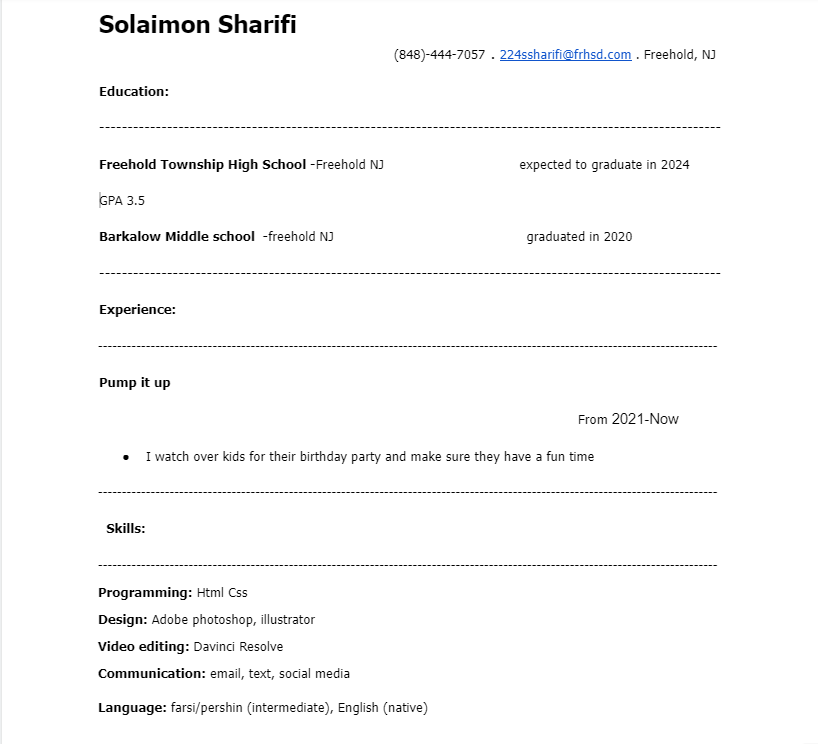 Solaimon Sharifi
(848)-444-7057 . 224ssharifi@frhsd.com . Freehold, NJ
Education:
--------------------------------------------------------------------------------------------------------------
Freehold Township High School -Freehold NJ expected to graduate in 2024
GPA 3.5
Barkalow Middle school -freehold NJ graduated in 2020
--------------------------------------------------------------------------------------------------------------
Experience:
--------------------------------------------------------------------------------------------------------------
Pump it up
From 2021-Now
● I watch over kids for their birthday party and make sure they have a fun time
--------------------------------------------------------------------------------------------------------------
Skills:
--------------------------------------------------------------------------------------------------------------
Programming: Html Css
Design: Adobe photoshop, illustrator
Video editing: Davinci Resolve
Communication: email, text, social media
Language: farsi/pershin (intermediate), English (native)